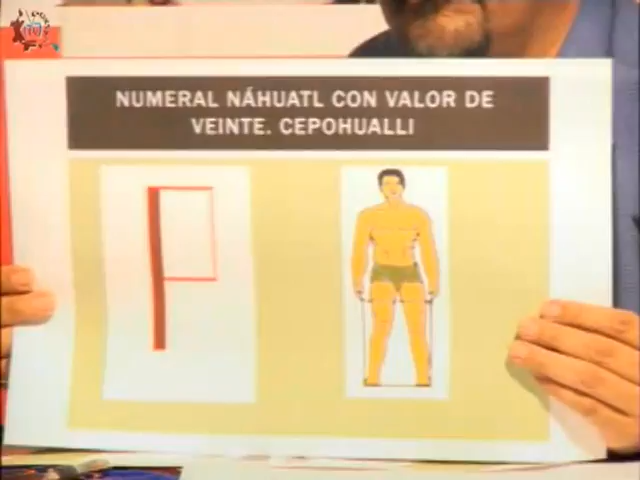 NUMERAL NÁHUATL CON VALOR DE
VEINTE. CEPOHUALLI